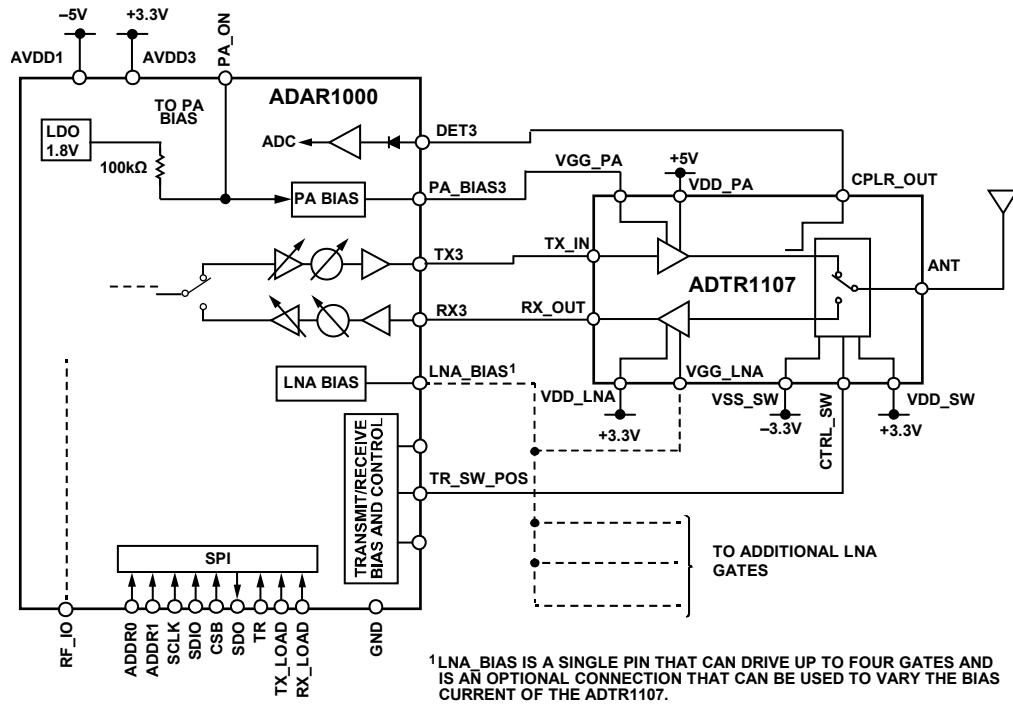 –5V
+3.3V
PA_ON
AVDD1
AVDD3
TO PA
BIAS
ADAR1000
LDO
1.8V
100kΩ
ADC
DET3
PA BIAS
PA_BIAS3
VGG_PA
+5V
VDD_PA
CPLR_OUT
TX3
TX_IN
ADTR1107
ANT
RX3
RX_OUT
LNA BIAS
LNA_BIAS1
VDD_LNA
+3.3V
VGG_LNA
VSS_SW
–3.3V
CTRL_SW
VDD_SW
+3.3V
TRANSMIT/RECEIVE
BIAS AND CONTROL
TR_SW_POS
TO ADDITIONAL LNA
GATES
SPI
RF_IO
ADDR0
ADDR1
SCLK
SDIO
CSB
SDO
TR
TX_LOAD
RX_LOAD
GND
1 LNA_BIAS IS A SINGLE PIN THAT CAN DRIVE UP TO FOUR GATES AND
IS AN OPTIONAL CONNECTION THAT CAN BE USED TO VARY THE BIAS
CURRENT OF THE ADTR1107.